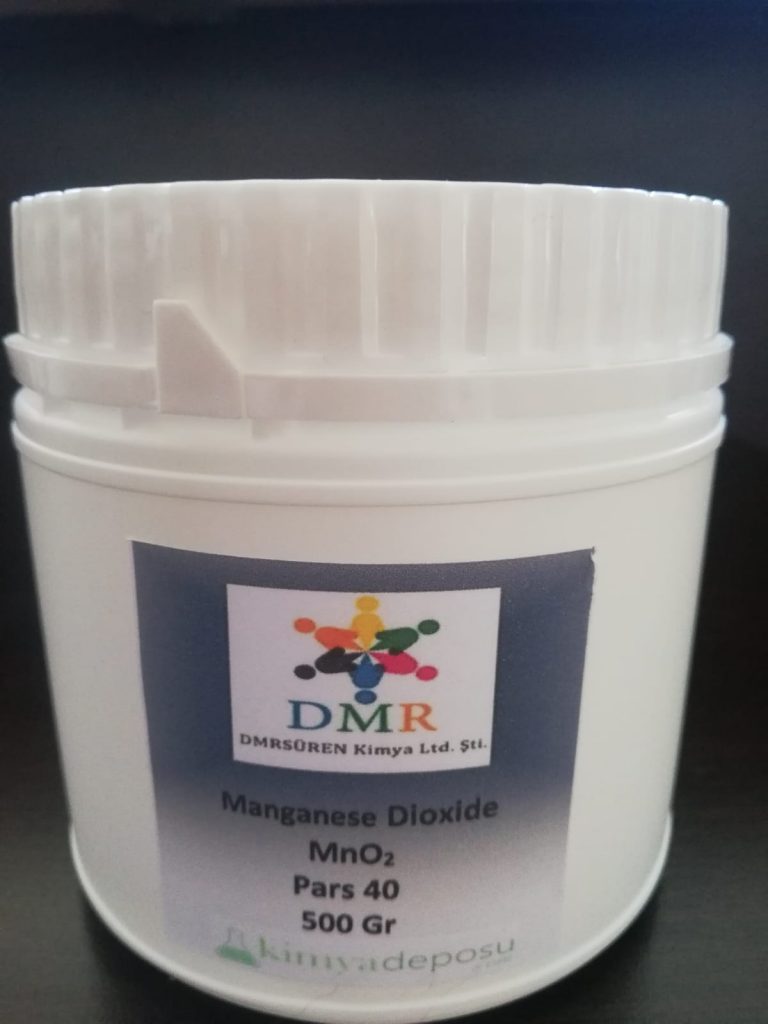 DMR
DMRSÜREN Kimya Ltd. Şti.
Manganese Dioxide
MnO₂
Pars 40
500 Gr
kimyadeposu